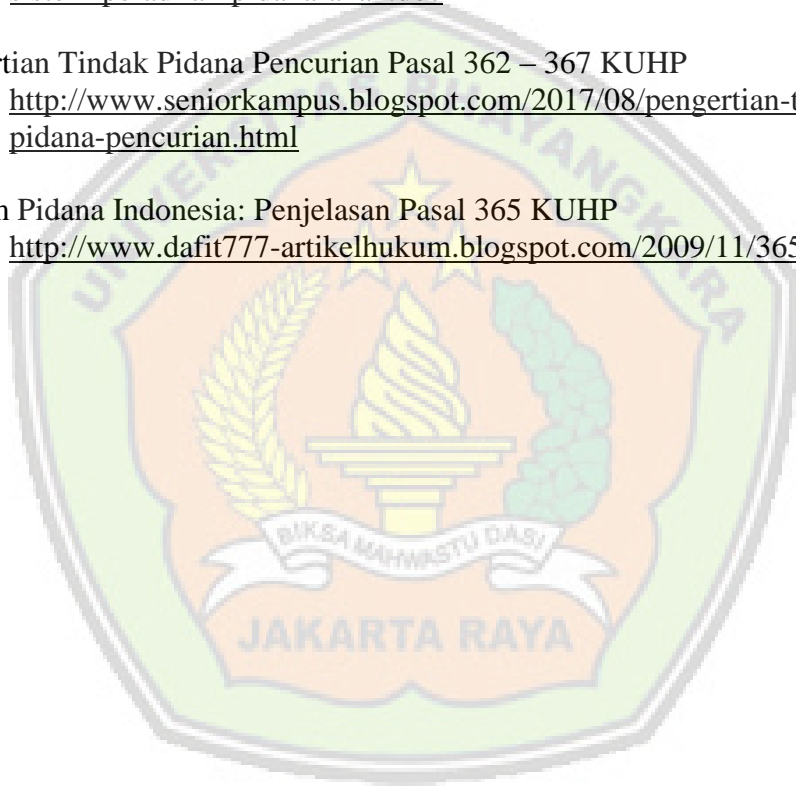 rtian Tindak Pidana Pencurian Pasal 362 – 367 KUHP
http://www.seniorkampus.blogspot.com/2017/08/pengertian-t
pidana-pencurian.html
n Pidana Indonesia: Penjelasan Pasal 365 KUHP
http://www.dafit777-artikelhukum.blogspot.com/2009/11/365
UNIVERSITAS BHAYANGKARA
BIKSA MAHWASTU DASI
JAKARTA RAYA